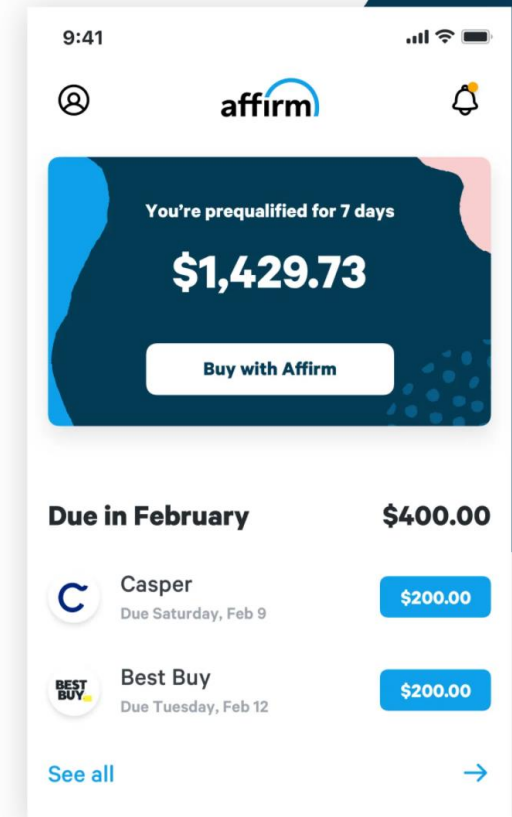 9:41
affirm
You're prequalified for 7 days
$1,429.73
Buy with Affirm
Due in February $400.00
Casper
Due Saturday, Feb 9
$200.00
BEST
BUY
Best Buy
Due Tuesday, Feb 12
$200.00
See all